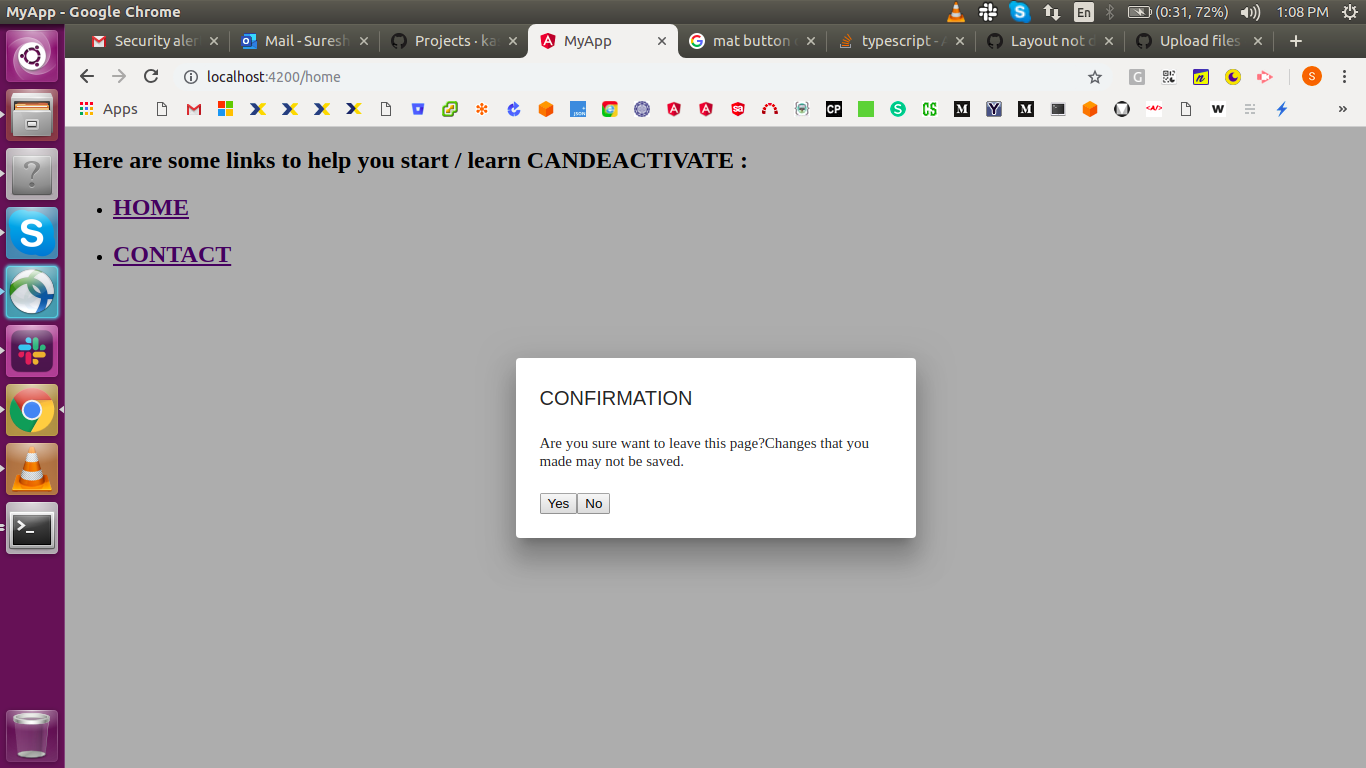 MyApp - Google Chrome
En
(0:31, 72%)
1:08 PM
Security aler
Mail - Suresh
Projects · ka
MyApp
mat button
typescript - A
Layout not d
Upload files
localhost:4200/home
G
n
S
Apps
CP
S
CS
M
Y
M
W
»
Here are some links to help you start / learn CANDEACTIVATE :
• HOME
• CONTACT
CONFIRMATION
Are you sure want to leave this page?Changes that you
made may not be saved.
Yes No